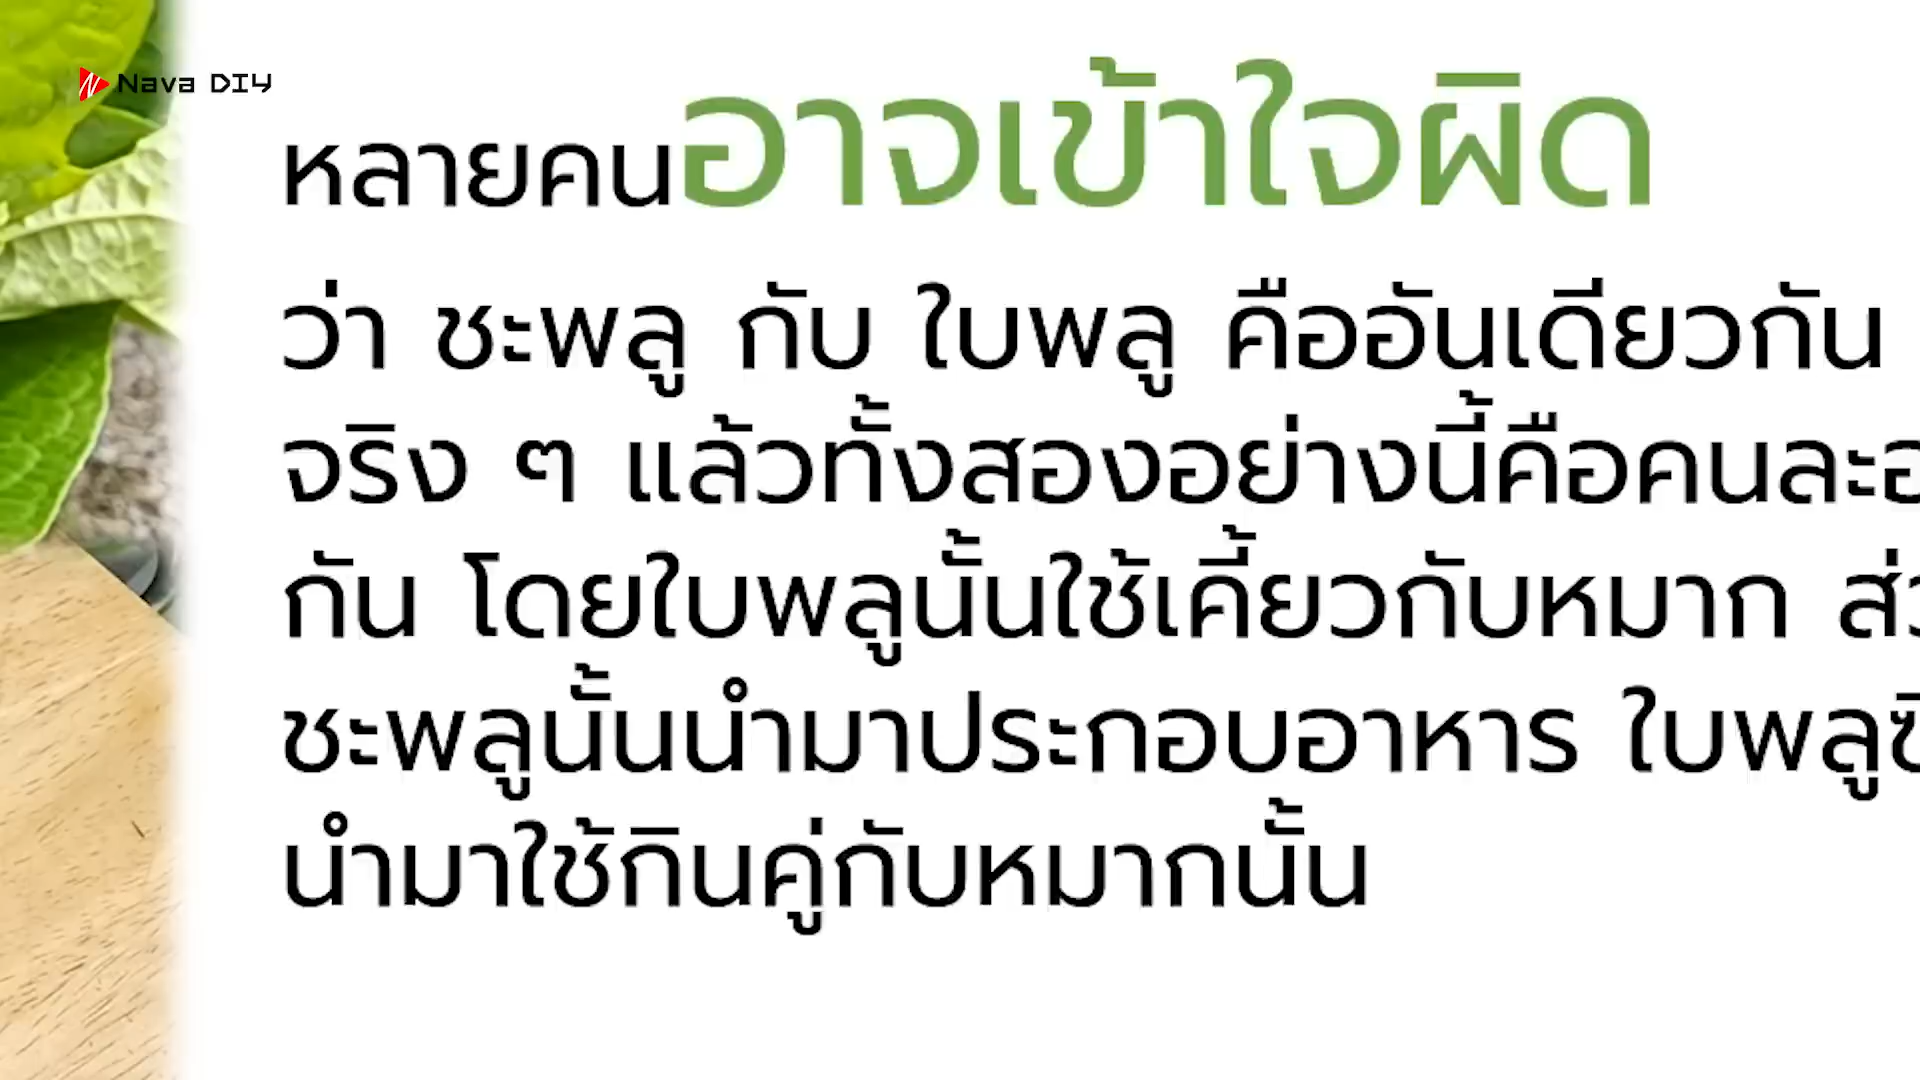 Nava DIY
หลายคนอาจเข้าใจผิด
ว่า ชะพลู กับ ใบพลู คืออันเดียวกัน
จริง ๆ แล้วทั้งสองอย่างนี้คือคนละ
กัน โดยใบพลูนั้นใช้เคี้ยวกับหมาก
ชะพลูนั้นนำมาประกอบอาหาร ใบพลู
นำมาใช้กินคู่กับหมากนั้น